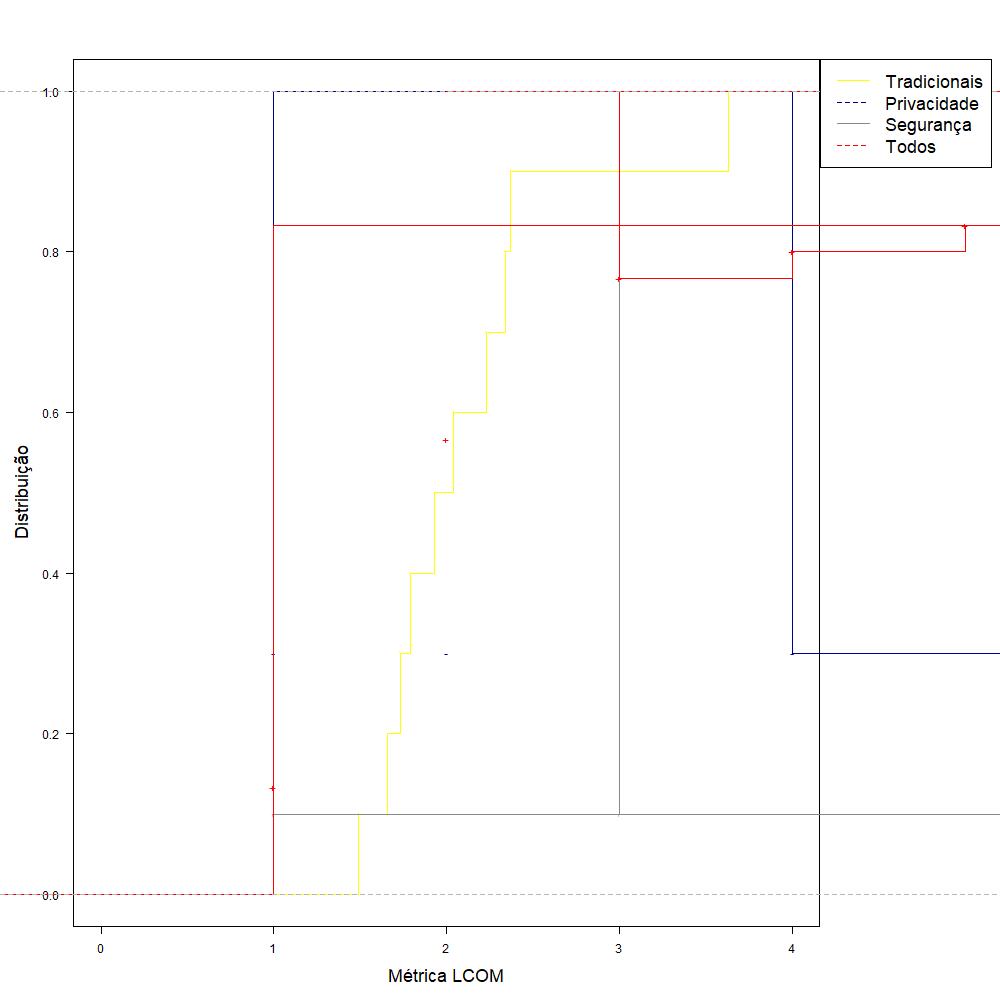 Tradicionais
Privacidade
Segurança
Todos
1.0
0.8
0.6
0.4
0.2
0.0
Distribuição
0 1 2 3 4
Métrica LCOM